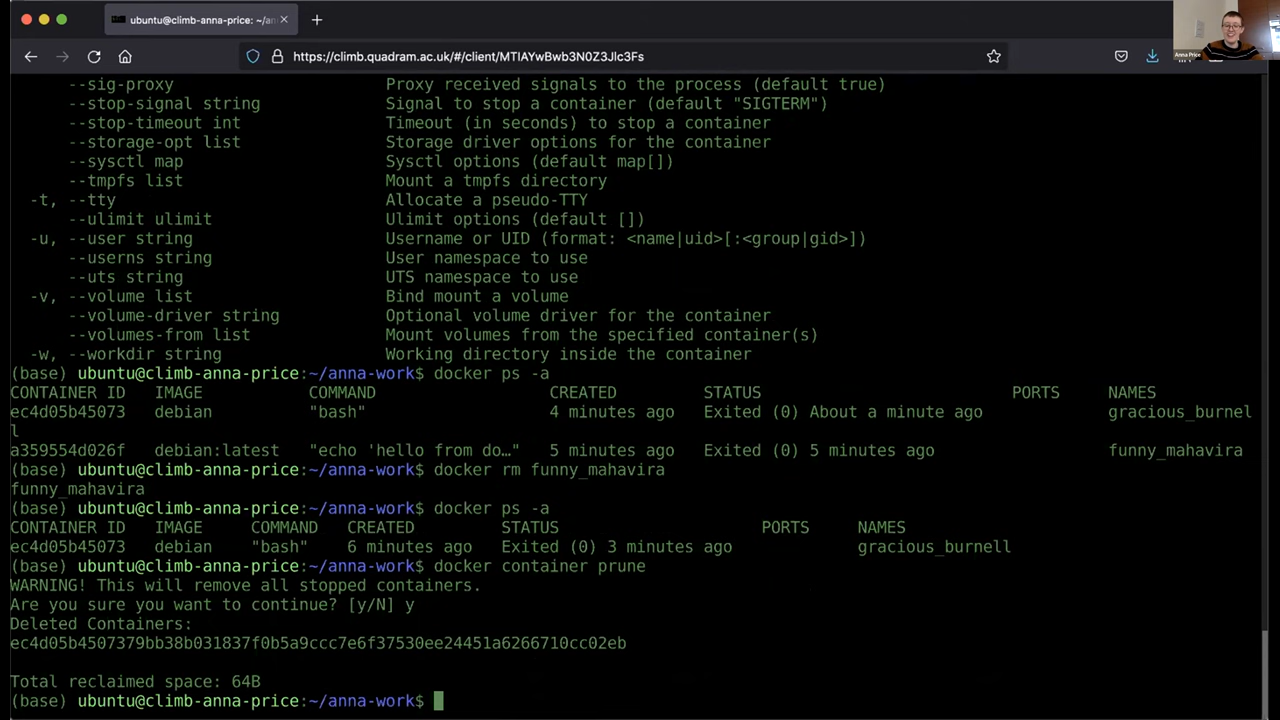 ubuntu@climb-anna-price: ~/an
https://climb.quadram.ac.uk/#/client/MTIAYwBwb3N0Z3Jlc3Fs
Anna Price
--sig-proxy Proxy received signals to the process (default true)
--stop-signal string Signal to stop a container (default "SIGTERM")
--stop-timeout int Timeout (in seconds) to stop a container
--storage-opt list Storage driver options for the container
--sysctl map Sysctl options (default map[])
--tmpfs list Mount a tmpfs directory
-t, --tty Allocate a pseudo-TTY
--ulimit ulimit Ulimit options (default [])
-u, --user string Username or UID (format: <name|uid>[:<group|gid>])
--userns string User namespace to use
--uts string UTS namespace to use
-v, --volume list Bind mount a volume
--volume-driver string Optional volume driver for the container
--volumes-from list Mount volumes from the specified container(s)
-w, --workdir string Working directory inside the container
(base) ubuntu@climb-anna-price:~/anna-work$ docker ps -a
CONTAINER ID IMAGE COMMAND CREATED STATUS PORTS NAMES
ec4d05b45073 debian "bash" 4 minutes ago Exited (0) About a minute ago gracious_burnel
l
a359554d026f debian:latest "echo 'hello from do…" 5 minutes ago Exited (0) 5 minutes ago funny_mahavira
(base) ubuntu@climb-anna-price:~/anna-work$ docker rm funny_mahavira
funny_mahavira
(base) ubuntu@climb-anna-price:~/anna-work$ docker ps -a
CONTAINER ID IMAGE COMMAND CREATED STATUS PORTS NAMES
ec4d05b45073 debian "bash" 6 minutes ago Exited (0) 3 minutes ago gracious_burnell
(base) ubuntu@climb-anna-price:~/anna-work$ docker container prune
WARNING! This will remove all stopped containers.
Are you sure you want to continue? [y/N] y
Deleted Containers:
ec4d05b4507379bb38b031837f0b5a9ccc7e6f37530ee24451a6266710cc02eb
Total reclaimed space: 64B
(base) ubuntu@climb-anna-price:~/anna-work$